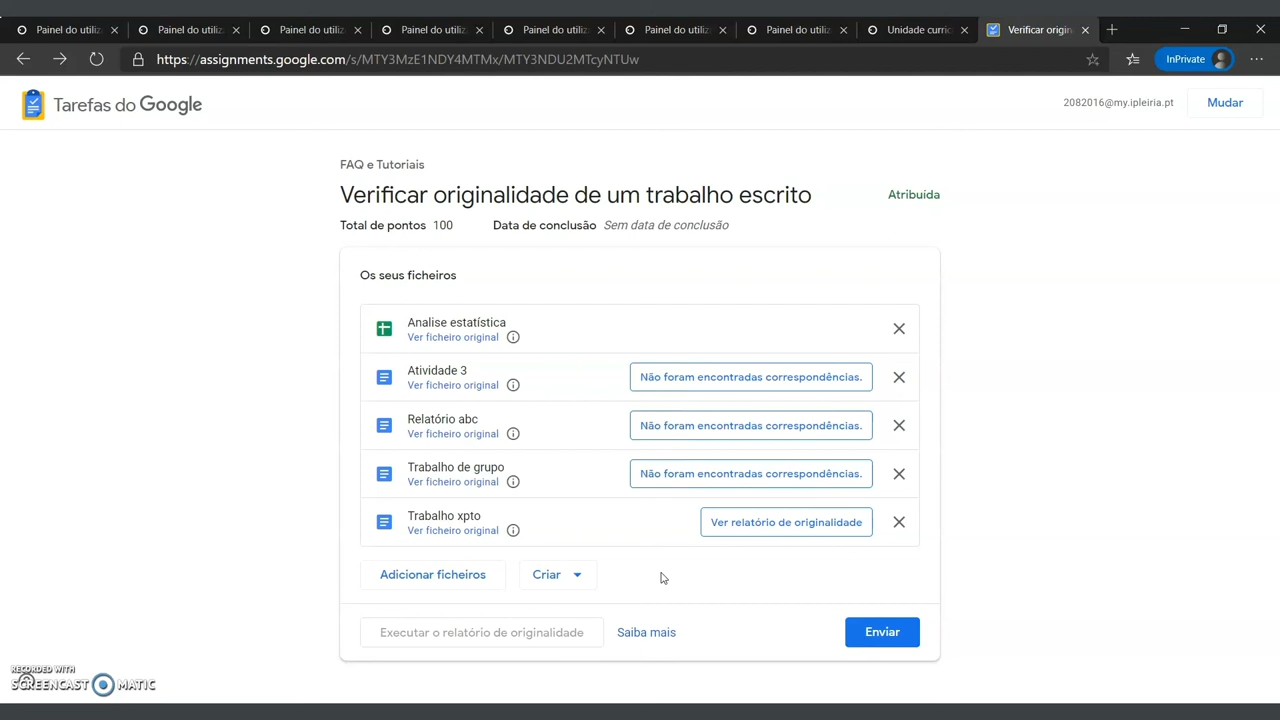 Painel do utiliz. Painel do utiliz. Painel do utiliz. Painel do utiliz. Painel do utiliz. Painel do utiliz. Painel do utiliz. Unidade curric Verificar origin
https://assignments.google.com/s/MTY3MzE1NDY4MTMx/MTY3NDU2MTcyNTUw
InPrivate
Tarefas do Google
2082016@my.ipleiria.pt
Mudar
FAQ e Tutoriais
Verificar originalidade de um trabalho escrito
Atribuída
Total de pontos 100 Data de conclusão Sem data de conclusão
Os seus ficheiros
Analise estatística
Ver ficheiro original
Atividade 3
Ver ficheiro original
Não foram encontradas correspondências.
Relatório abc
Ver ficheiro original
Não foram encontradas correspondências.
Trabalho de grupo
Ver ficheiro original
Não foram encontradas correspondências.
Trabalho xpto
Ver ficheiro original
Ver relatório de originalidade
Adicionar ficheiros
Criar
Executar o relatório de originalidade
Saiba mais
Enviar
RECORDED WITH
SCREENCAST MATIC